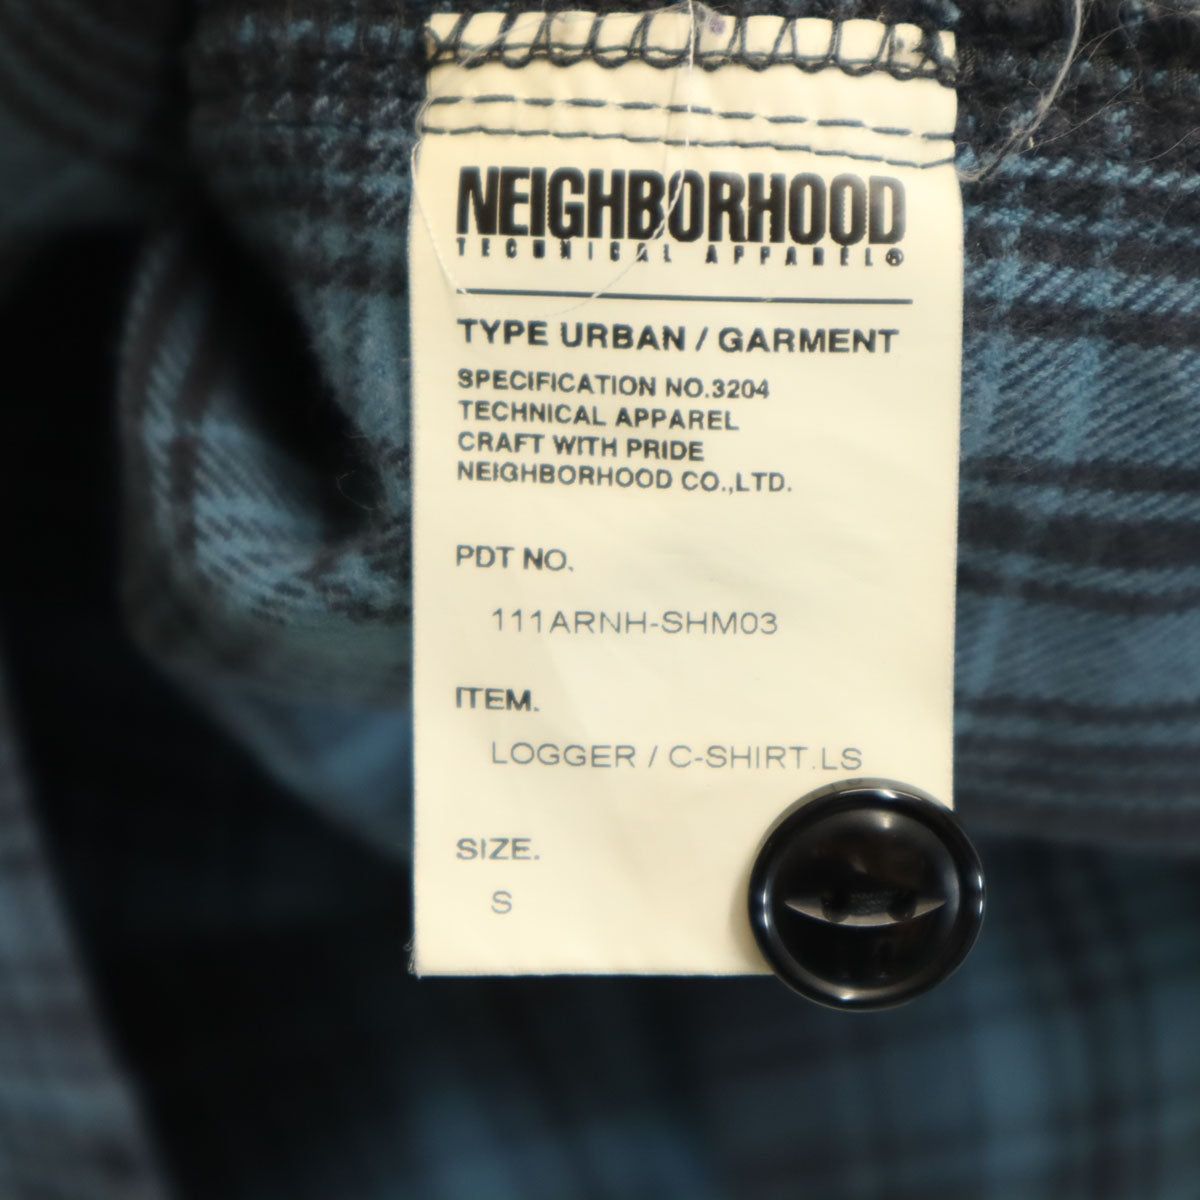 NEIGHBORHOOD
TECHNICAL APPAREL®
TYPE URBAN / GARMENT
SPECIFICATION NO.3204
TECHNICAL APPAREL
CRAFT WITH PRIDE
NEIGHBORHOOD CO.,LTD.
PDT NO.
111ARNH-SHM03
ITEM.
LOGGER / C-SHIRT.LS
SIZE.
S